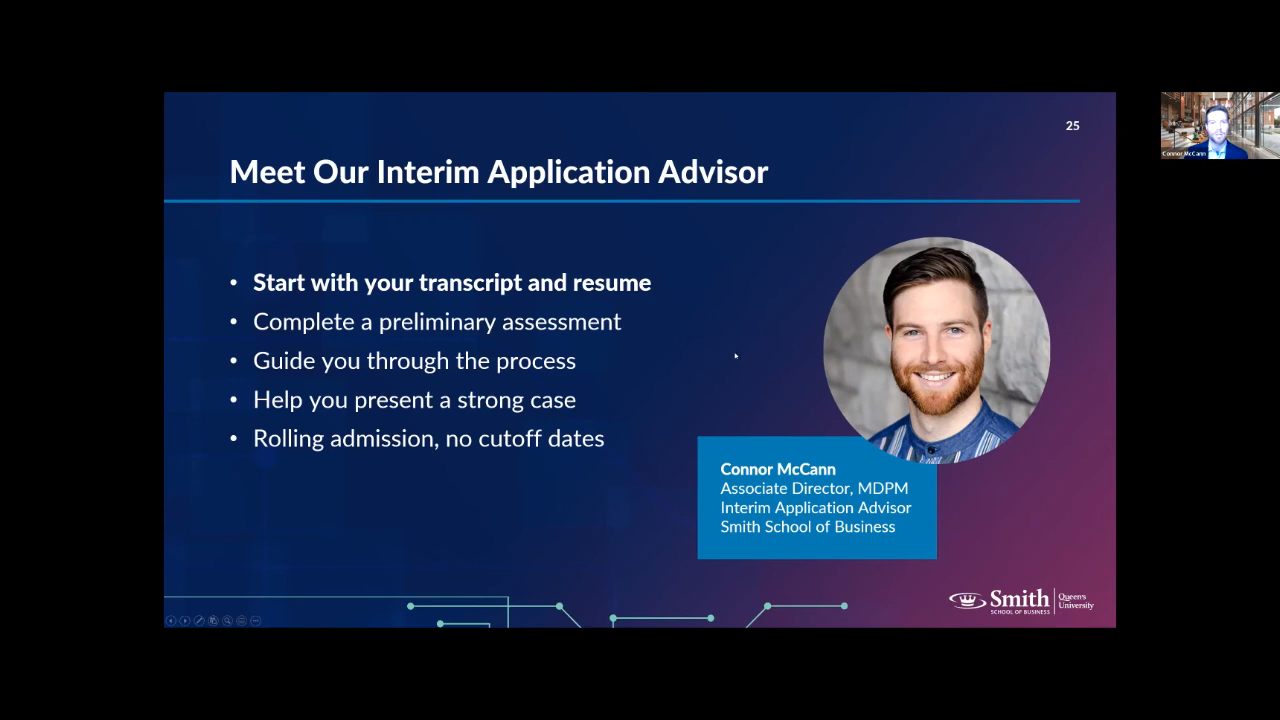 25
Connor McCann
Meet Our Interim Application Advisor
• Start with your transcript and resume
• Complete a preliminary assessment
• Guide you through the process
• Help you present a strong case
• Rolling admission, no cutoff dates
Connor McCann
Associate Director, MDPM
Interim Application Advisor
Smith School of Business
Smith
SCHOOL OF BUSINESS
Queen's
University